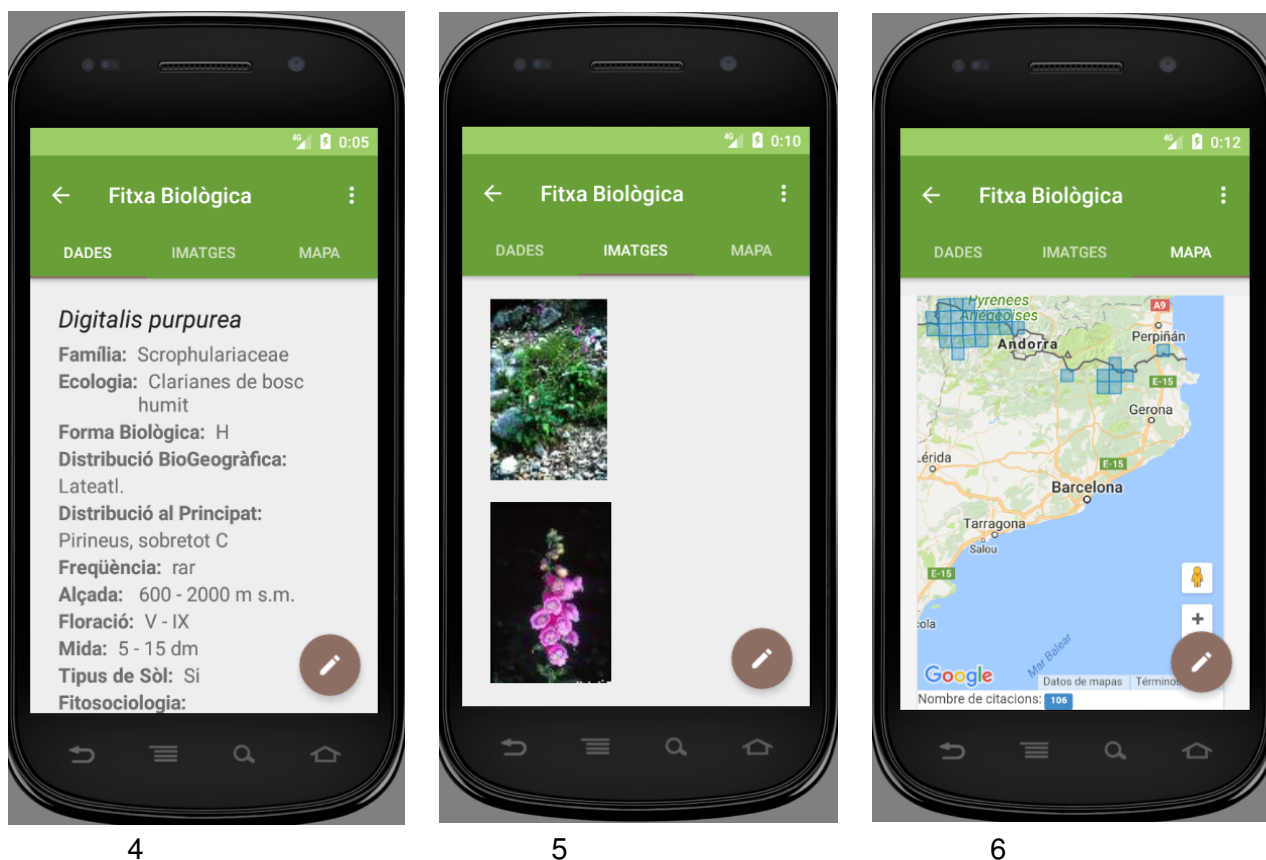 4G 0:05
Fitxa Biològica
DADES IMATGES MAPA
Digitalis purpurea
Família: Scrophulariaceae
Ecologia: Clarianes de bosc
humit
Forma Biològica: H
Distribució BioGeogràfica:
Lateatl.
Distribució al Principat:
Pirineus, sobretot C
Freqüència: rar
Alçada: 600 - 2000 m s.m.
Floració: V - IX
Mida: 5 - 15 dm
Tipus de Sòl: Si
Fitosociologia:
4
4G 0:10
Fitxa Biològica
DADES IMATGES MAPA
5
4G 0:12
Fitxa Biològica
DADES IMATGES MAPA
Pyrénées
Ariégeoises
A9
Andorra
Perpiñán
E-15
Gerona
Lérida
E-15
Barcelona
Tarragona
Salou
E-15
Mar Balear
+
Google
Datos de mapas
Nombre de citacions: 106
6